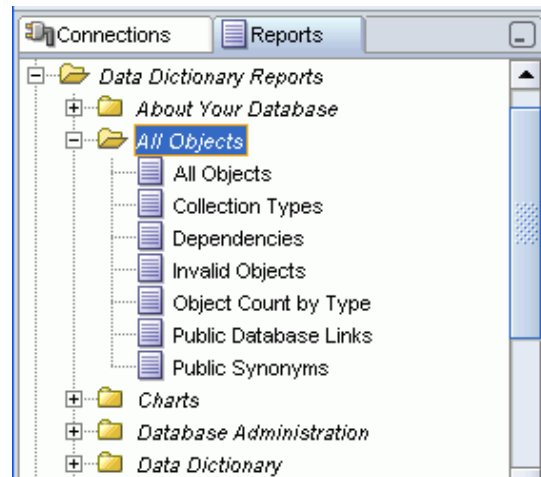 Connections Reports
Data Dictionary Reports
About Your Database
All Objects
All Objects
Collection Types
Dependencies
Invalid Objects
Object Count by Type
Public Database Links
Public Synonyms
Charts
Database Administration
Data Dictionary